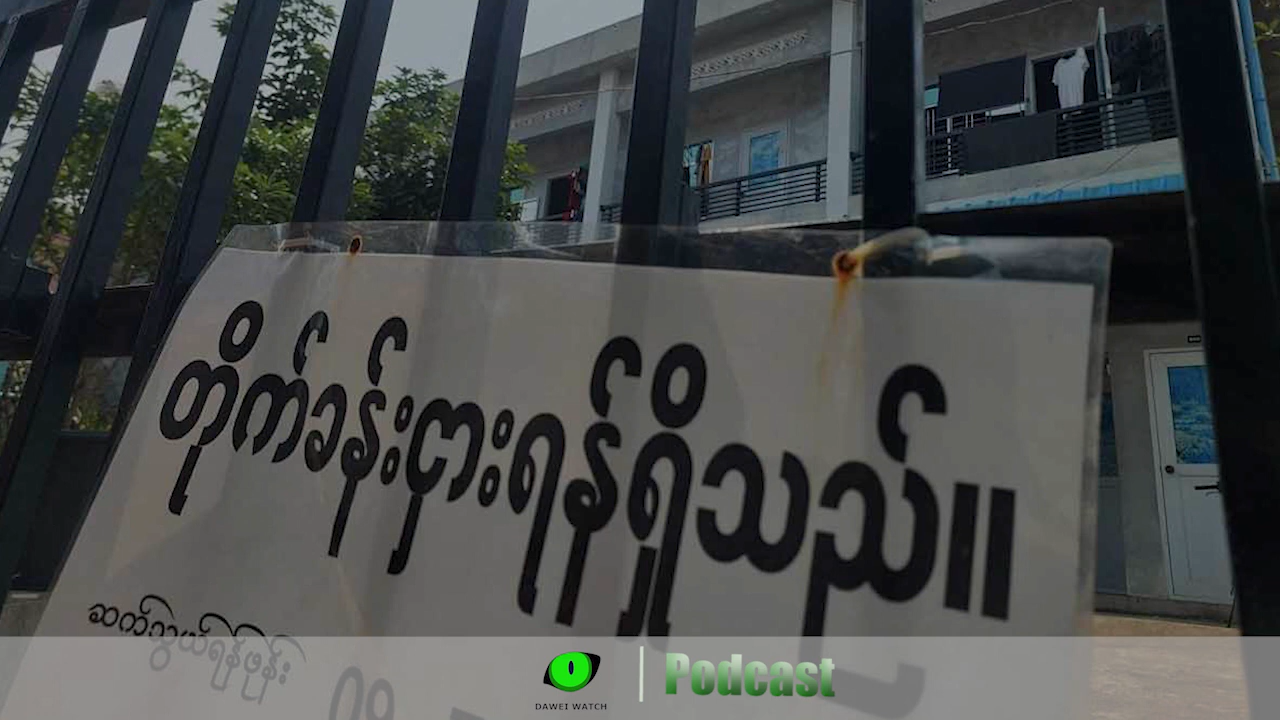 တိုက်ခန်းငှားရန်ရှိသည်။
ဆက်သွယ်ရန်ဖုန်း
DAWEI WATCH
Podcast